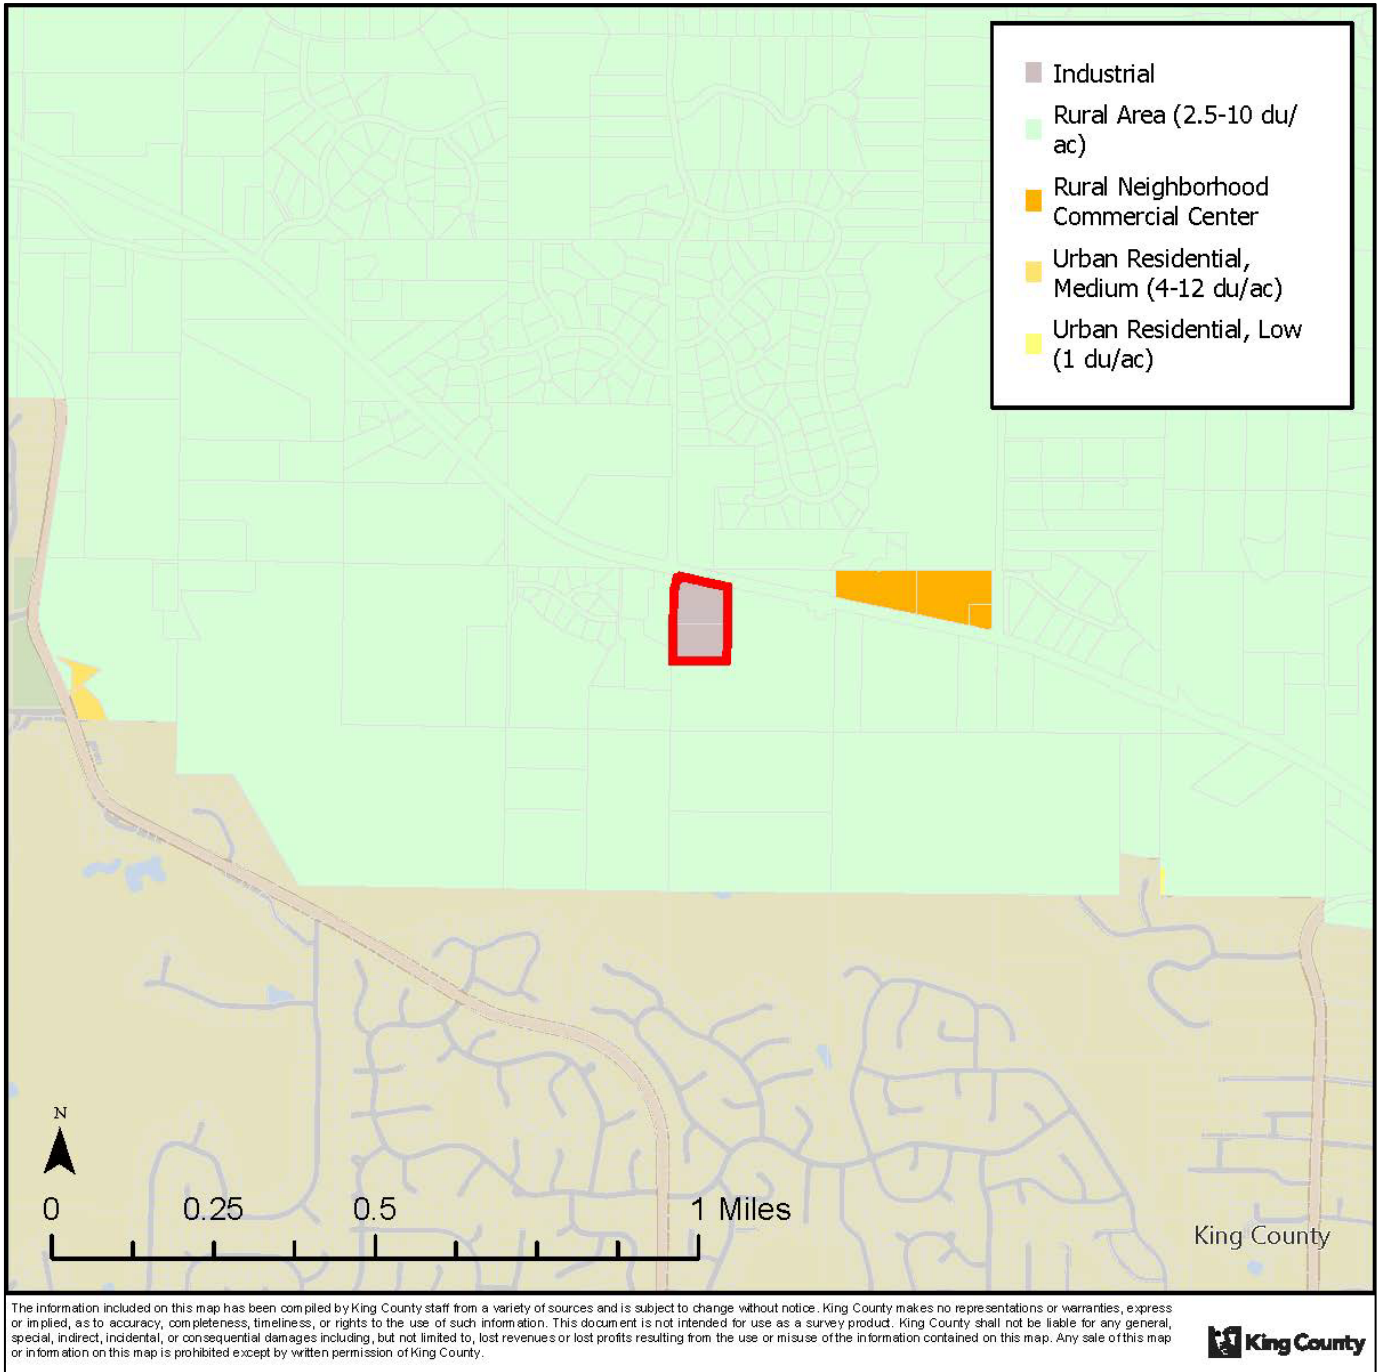 Industrial
Rural Area (2.5-10 du/
ac)
Rural Neighborhood
Commercial Center
Urban Residential,
Medium (4-12 du/ac)
Urban Residential, Low
(1 du/ac)
N
0 0.25 0.5 1 Miles
King County
The information included on this map has been compiled by King County staff from a variety of sources and is subject to change without notice. King County makes no representations or warranties, express
or implied, as to accuracy, completeness, timeliness, or rights to the use of such information. This document is not intended for use as a survey product. King County shall not be liable for any general,
special, indirect, incidental, or consequential damages including, but not limited to, lost revenues or lost profits resulting from the use or misuse of the information contained on this map. Any sale of this map
or information on this map is prohibited except by written permission of King County.
King County